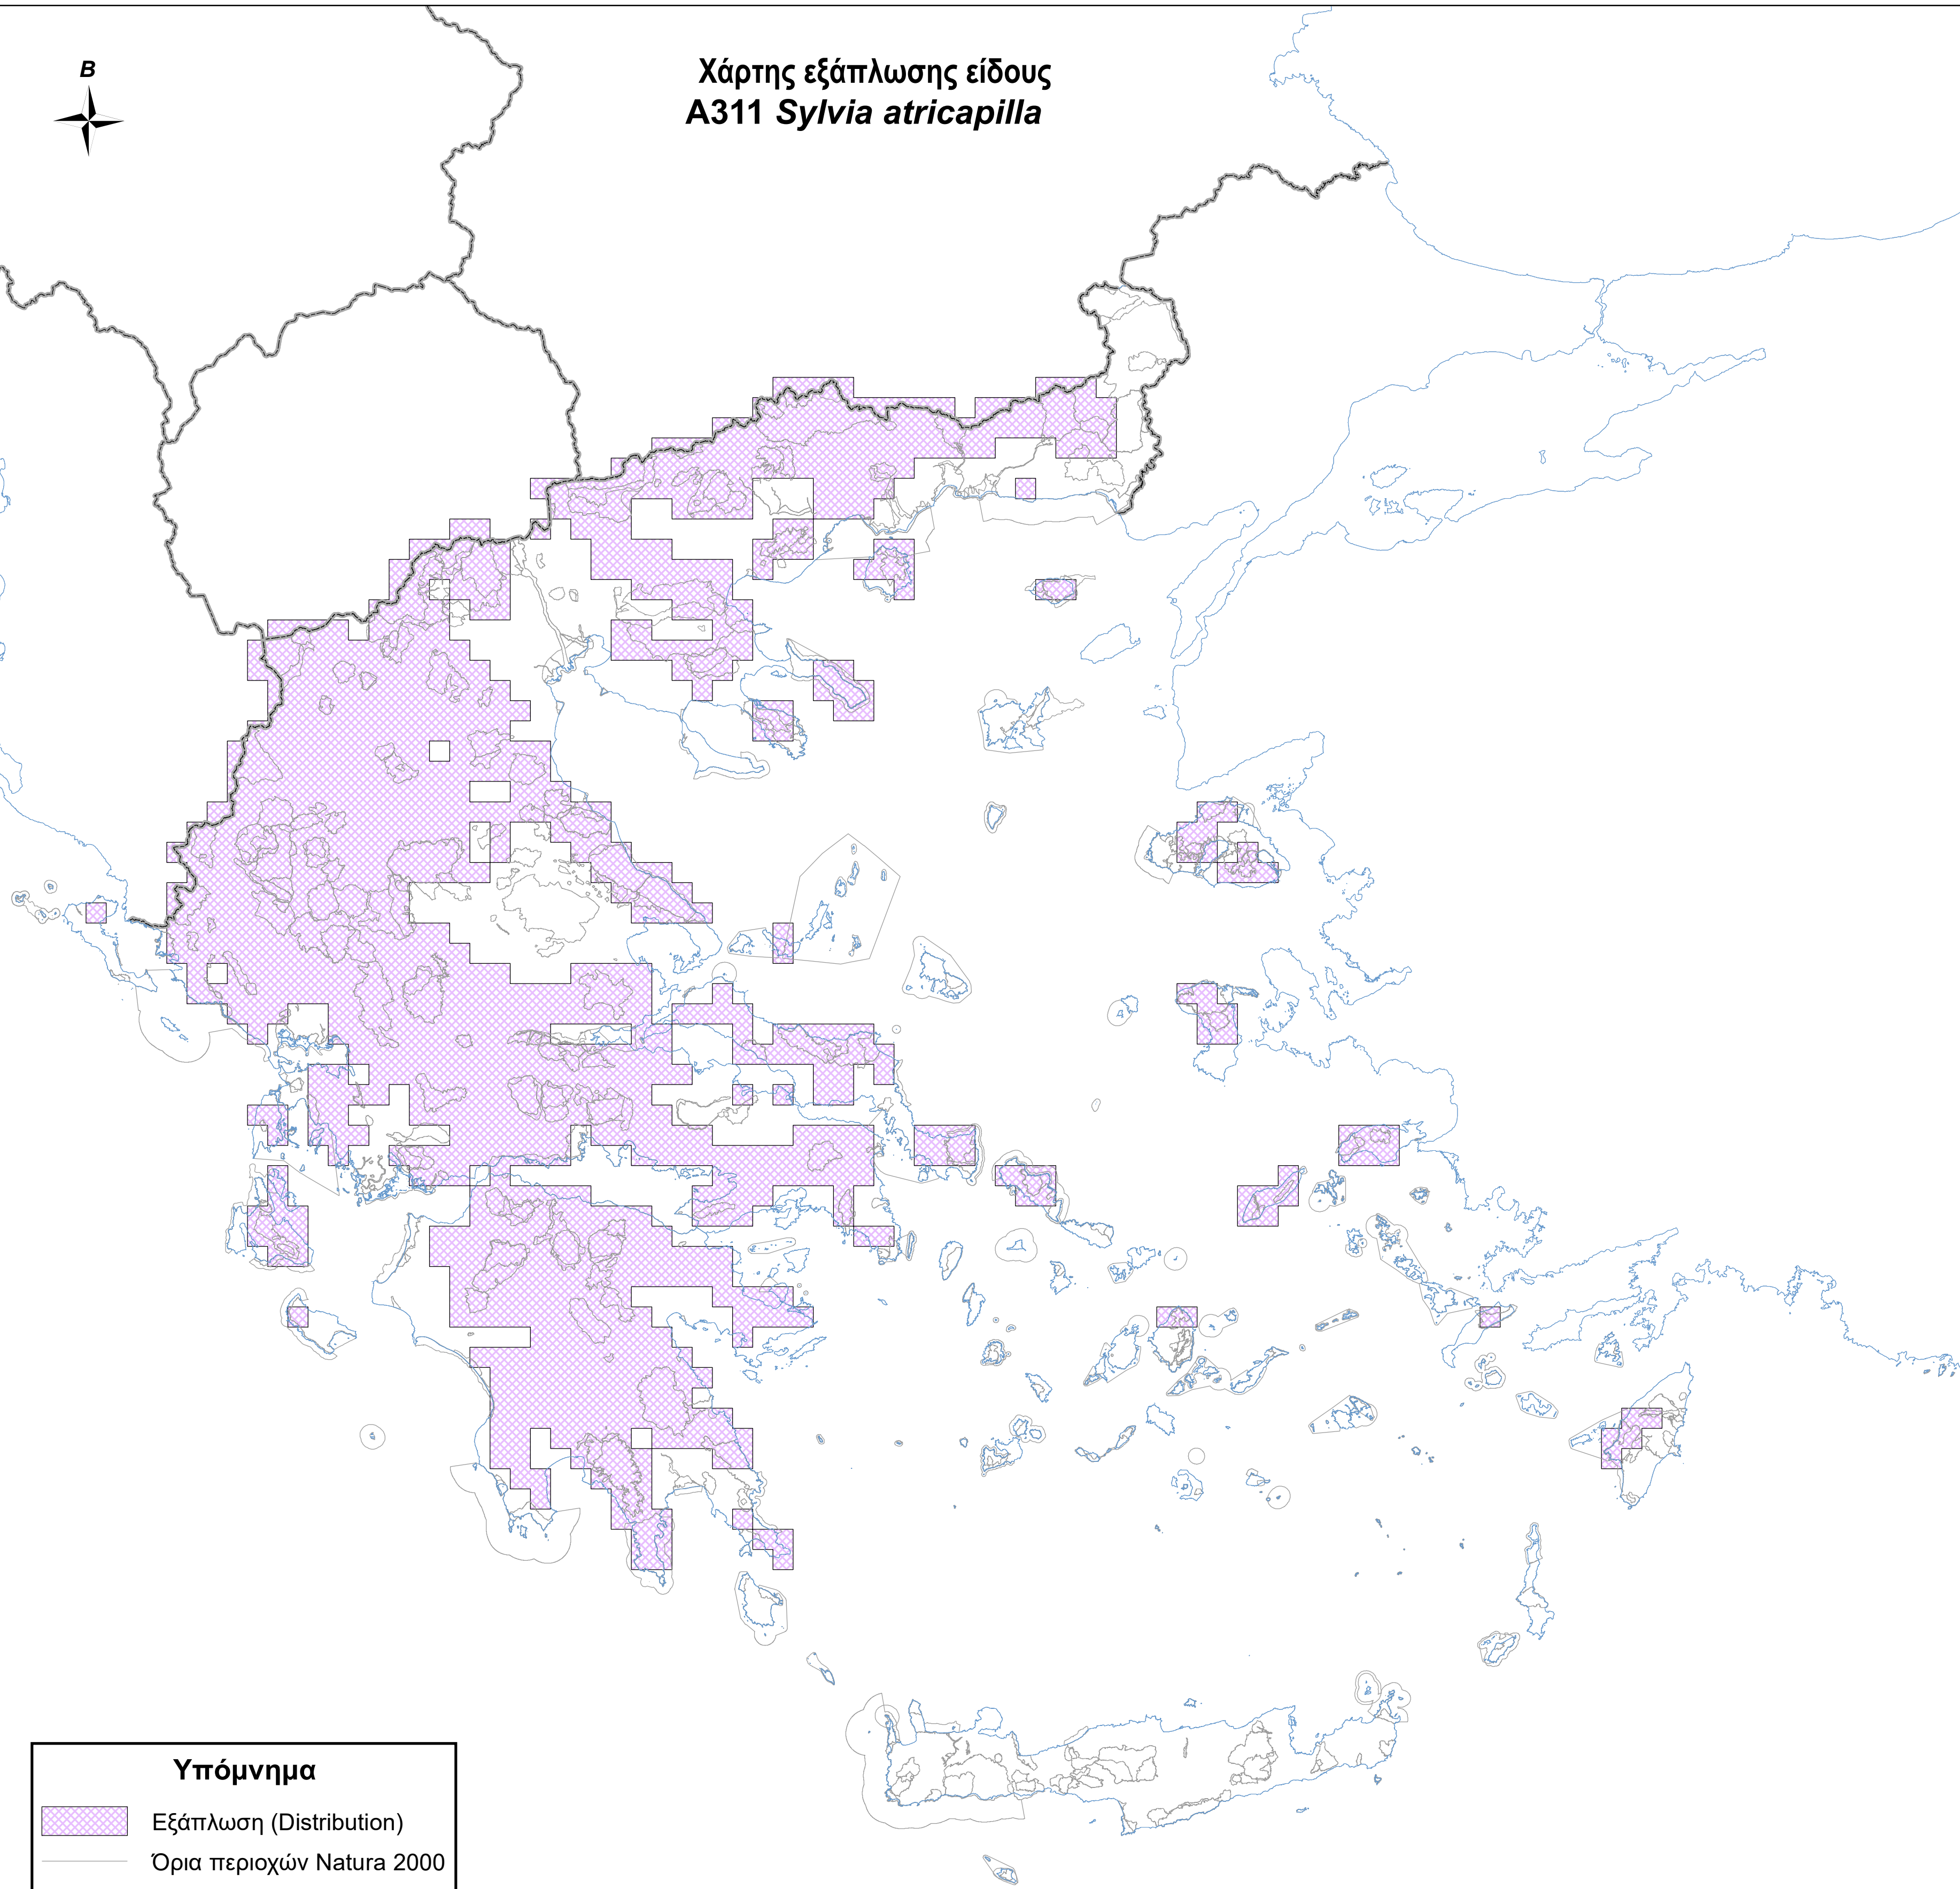 B
Χάρτης εξάπλωσης είδους
A311 Sylvia atricapilla
Υπόμνημα
Εξάπλωση (Distribution)
Όρια περιοχών Natura 2000